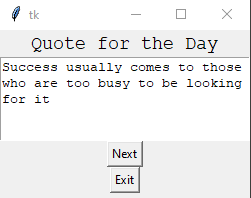 tk
Quote for the Day
Success usually comes to those
who are too busy to be looking
for it
Next
Exit